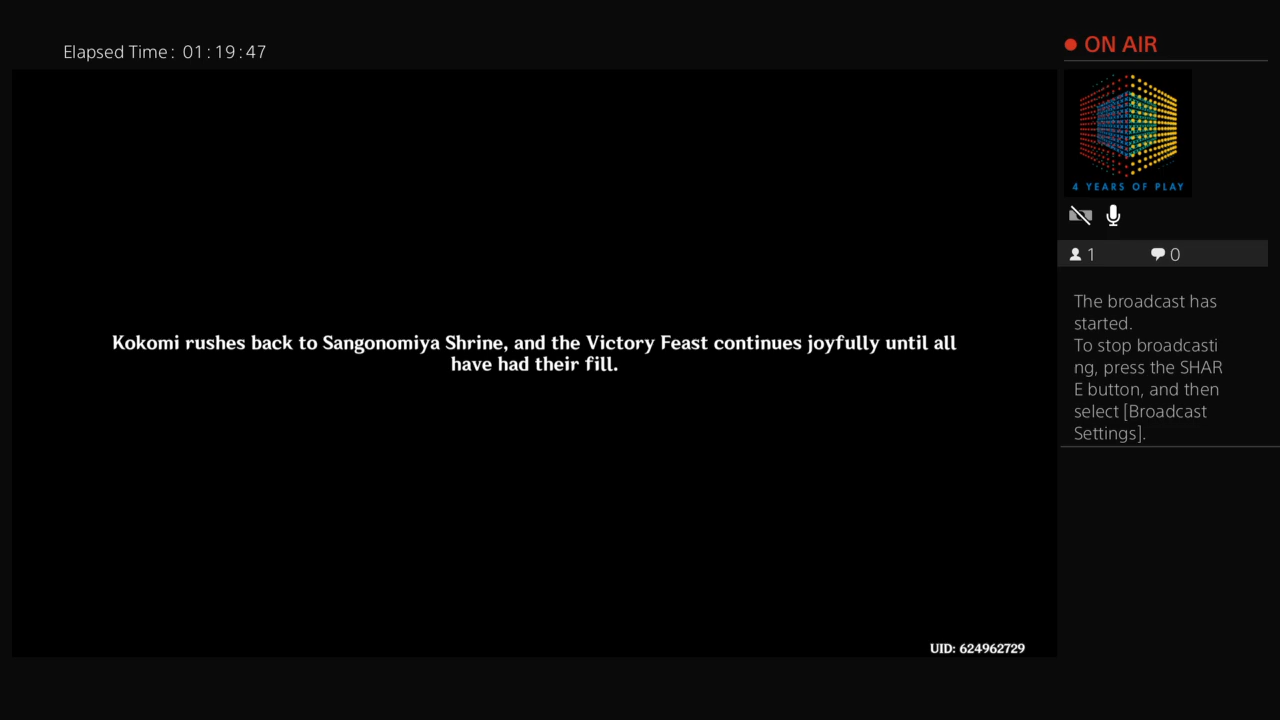 Elapsed Time: 01:19:47
ON AIR
4 YEARS OF PLAY
1
0
Kokomi rushes back to Sangonomiya Shrine, and the Victory Feast continues joyfully until all
have had their fill.
The broadcast has
started.
To stop broadcasti
ng, press the SHAR
E button, and then
select [Broadcast
Settings].
UID: 624962729